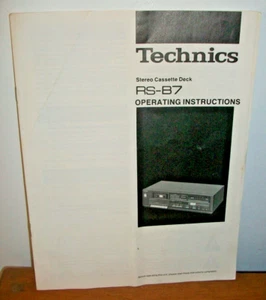 Technics
Stereo Cassette Deck
RS-B7
OPERATING INSTRUCTIONS